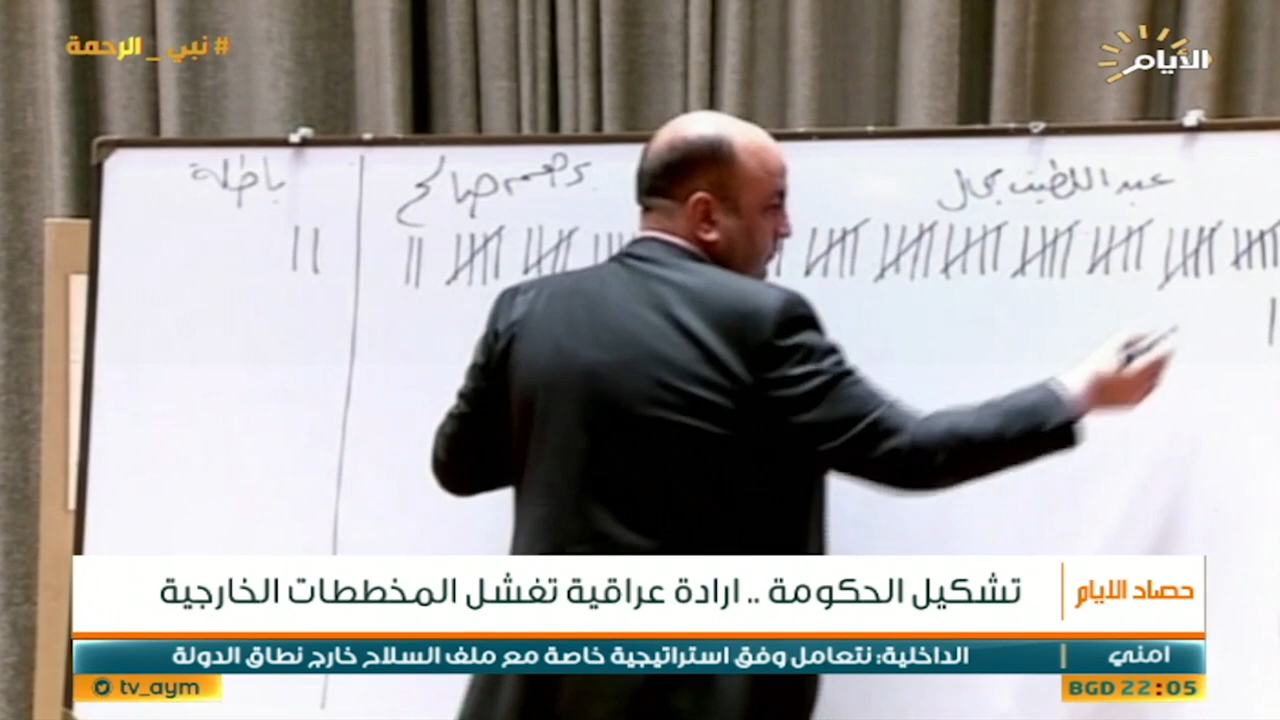 #نبي_الرحمة
الأيام
باطلة
برهم صالح
عبد اللطيف جمال
حصاد الايام
تشكيل الحكومة .. ارادة عراقية تفشل المخططات الخارجية
امني
الداخلية: نتعامل وفق استراتيجية خاصة مع ملف السلاح خارج نطاق الدولة
tv_aym
BGD 22:05